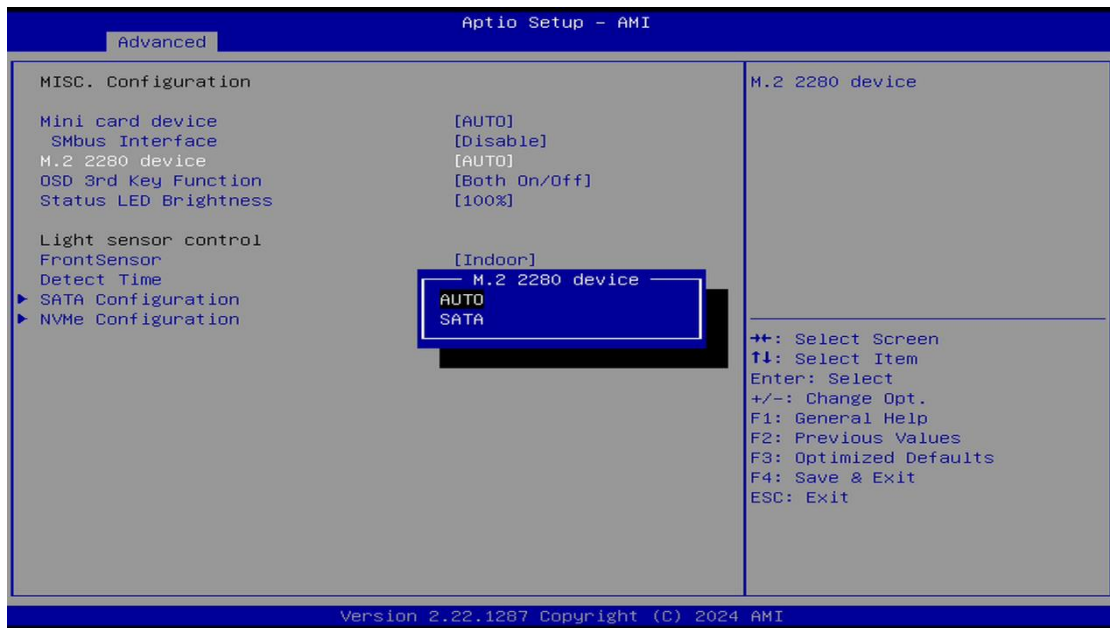 Aptio Setup – AMI
Advanced
MISC. Configuration
Mini card device [AUTO]
SMbus Interface [Disable]
M.2 2280 device [AUTO]
OSD 3rd Key Function [Both On/Off]
Status LED Brightness [100%]
Light sensor control
FrontSensor [Indoor]
Detect Time
► SATA Configuration
► NVMe Configuration
M.2 2280 device
AUTO
SATA
M.2 2280 device
→←: Select Screen
↑↓: Select Item
Enter: Select
+/-: Change Opt.
F1: General Help
F2: Previous Values
F3: Optimized Defaults
F4: Save & Exit
ESC: Exit
Version 2.22.1287 Copyright (C) 2024 AMI